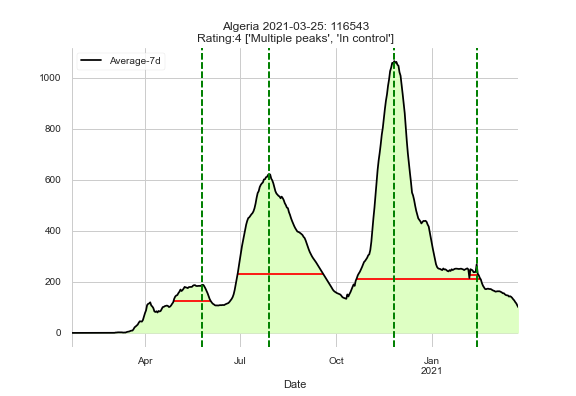 Algeria 2021-03-25: 116543
Rating:4 ['Multiple peaks', 'In control']
Average-7d
1000
800
600
400
200
0
Apr Jul Oct Jan
2021
Date